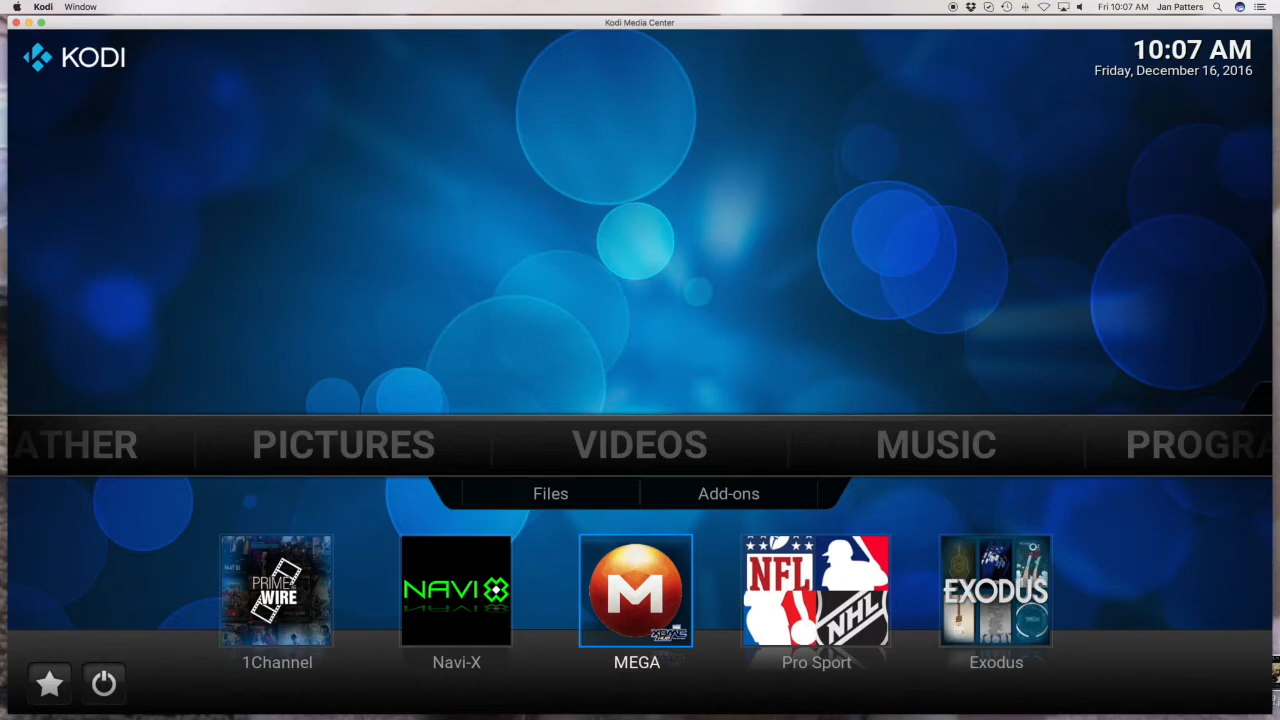 Kodi Window
Fri 10:07 AM Jan Patters
Kodi Media Center
KODI
10:07 AM
Friday, December 16, 2016
ATHER PICTURES VIDEOS MUSIC PROGRA
Files Add-ons
PRIME
WIRE
NAVI X
M
XBMC
HUB
NFL
NHL
EXODUS
1Channel Navi-X MEGA Pro Sport Exodus